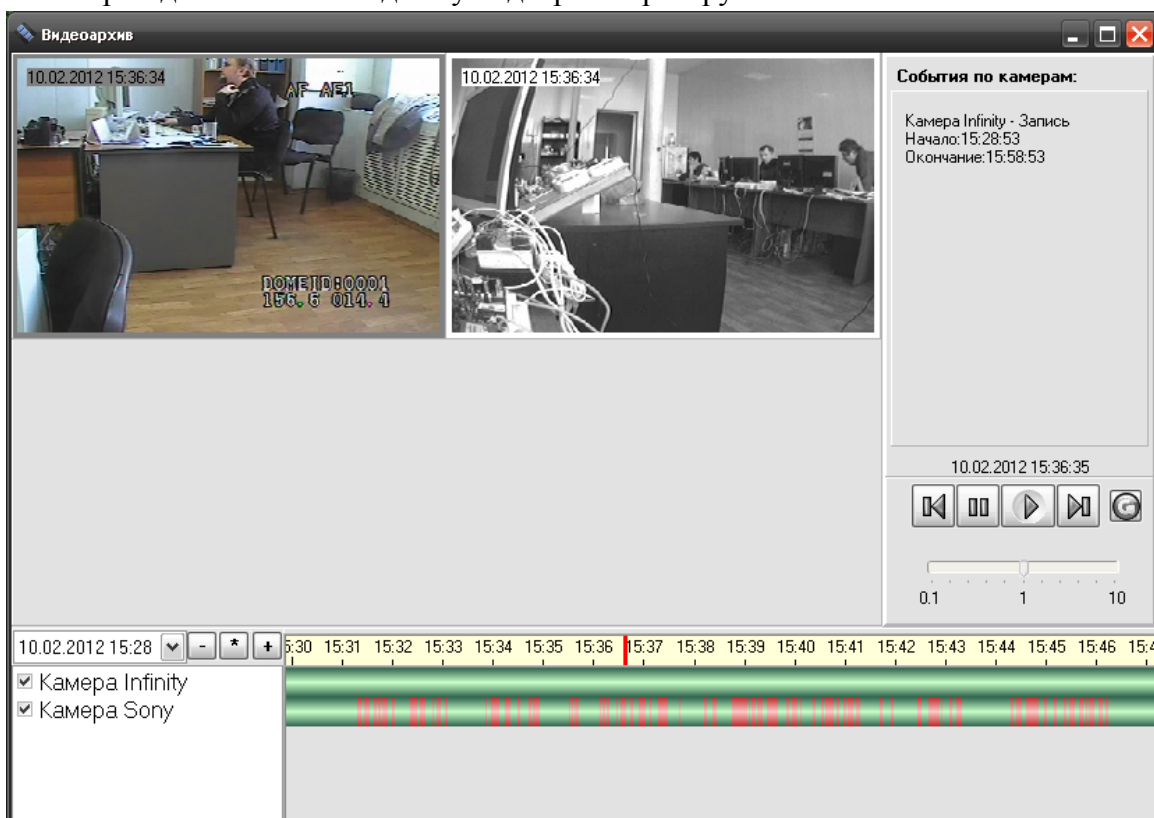 Видеоархив
10.02.2012 15:36:34
AF AE1
DOMEID:0001
156.6 014.4
10.02.2012 15:36:34
События по камерам:
Камера Infinity - Запись
Начало:15:28:53
Окончание:15:58:53
10.02.2012 15:36:35
0.1 1 10
10.02.2012 15:28 - * +
5:30 15:31 15:32 15:33 15:34 15:35 15:36 15:37 15:38 15:39 15:40 15:41 15:42 15:43 15:44 15:45 15:46 15:4
Камера Infinity
Камера Sony